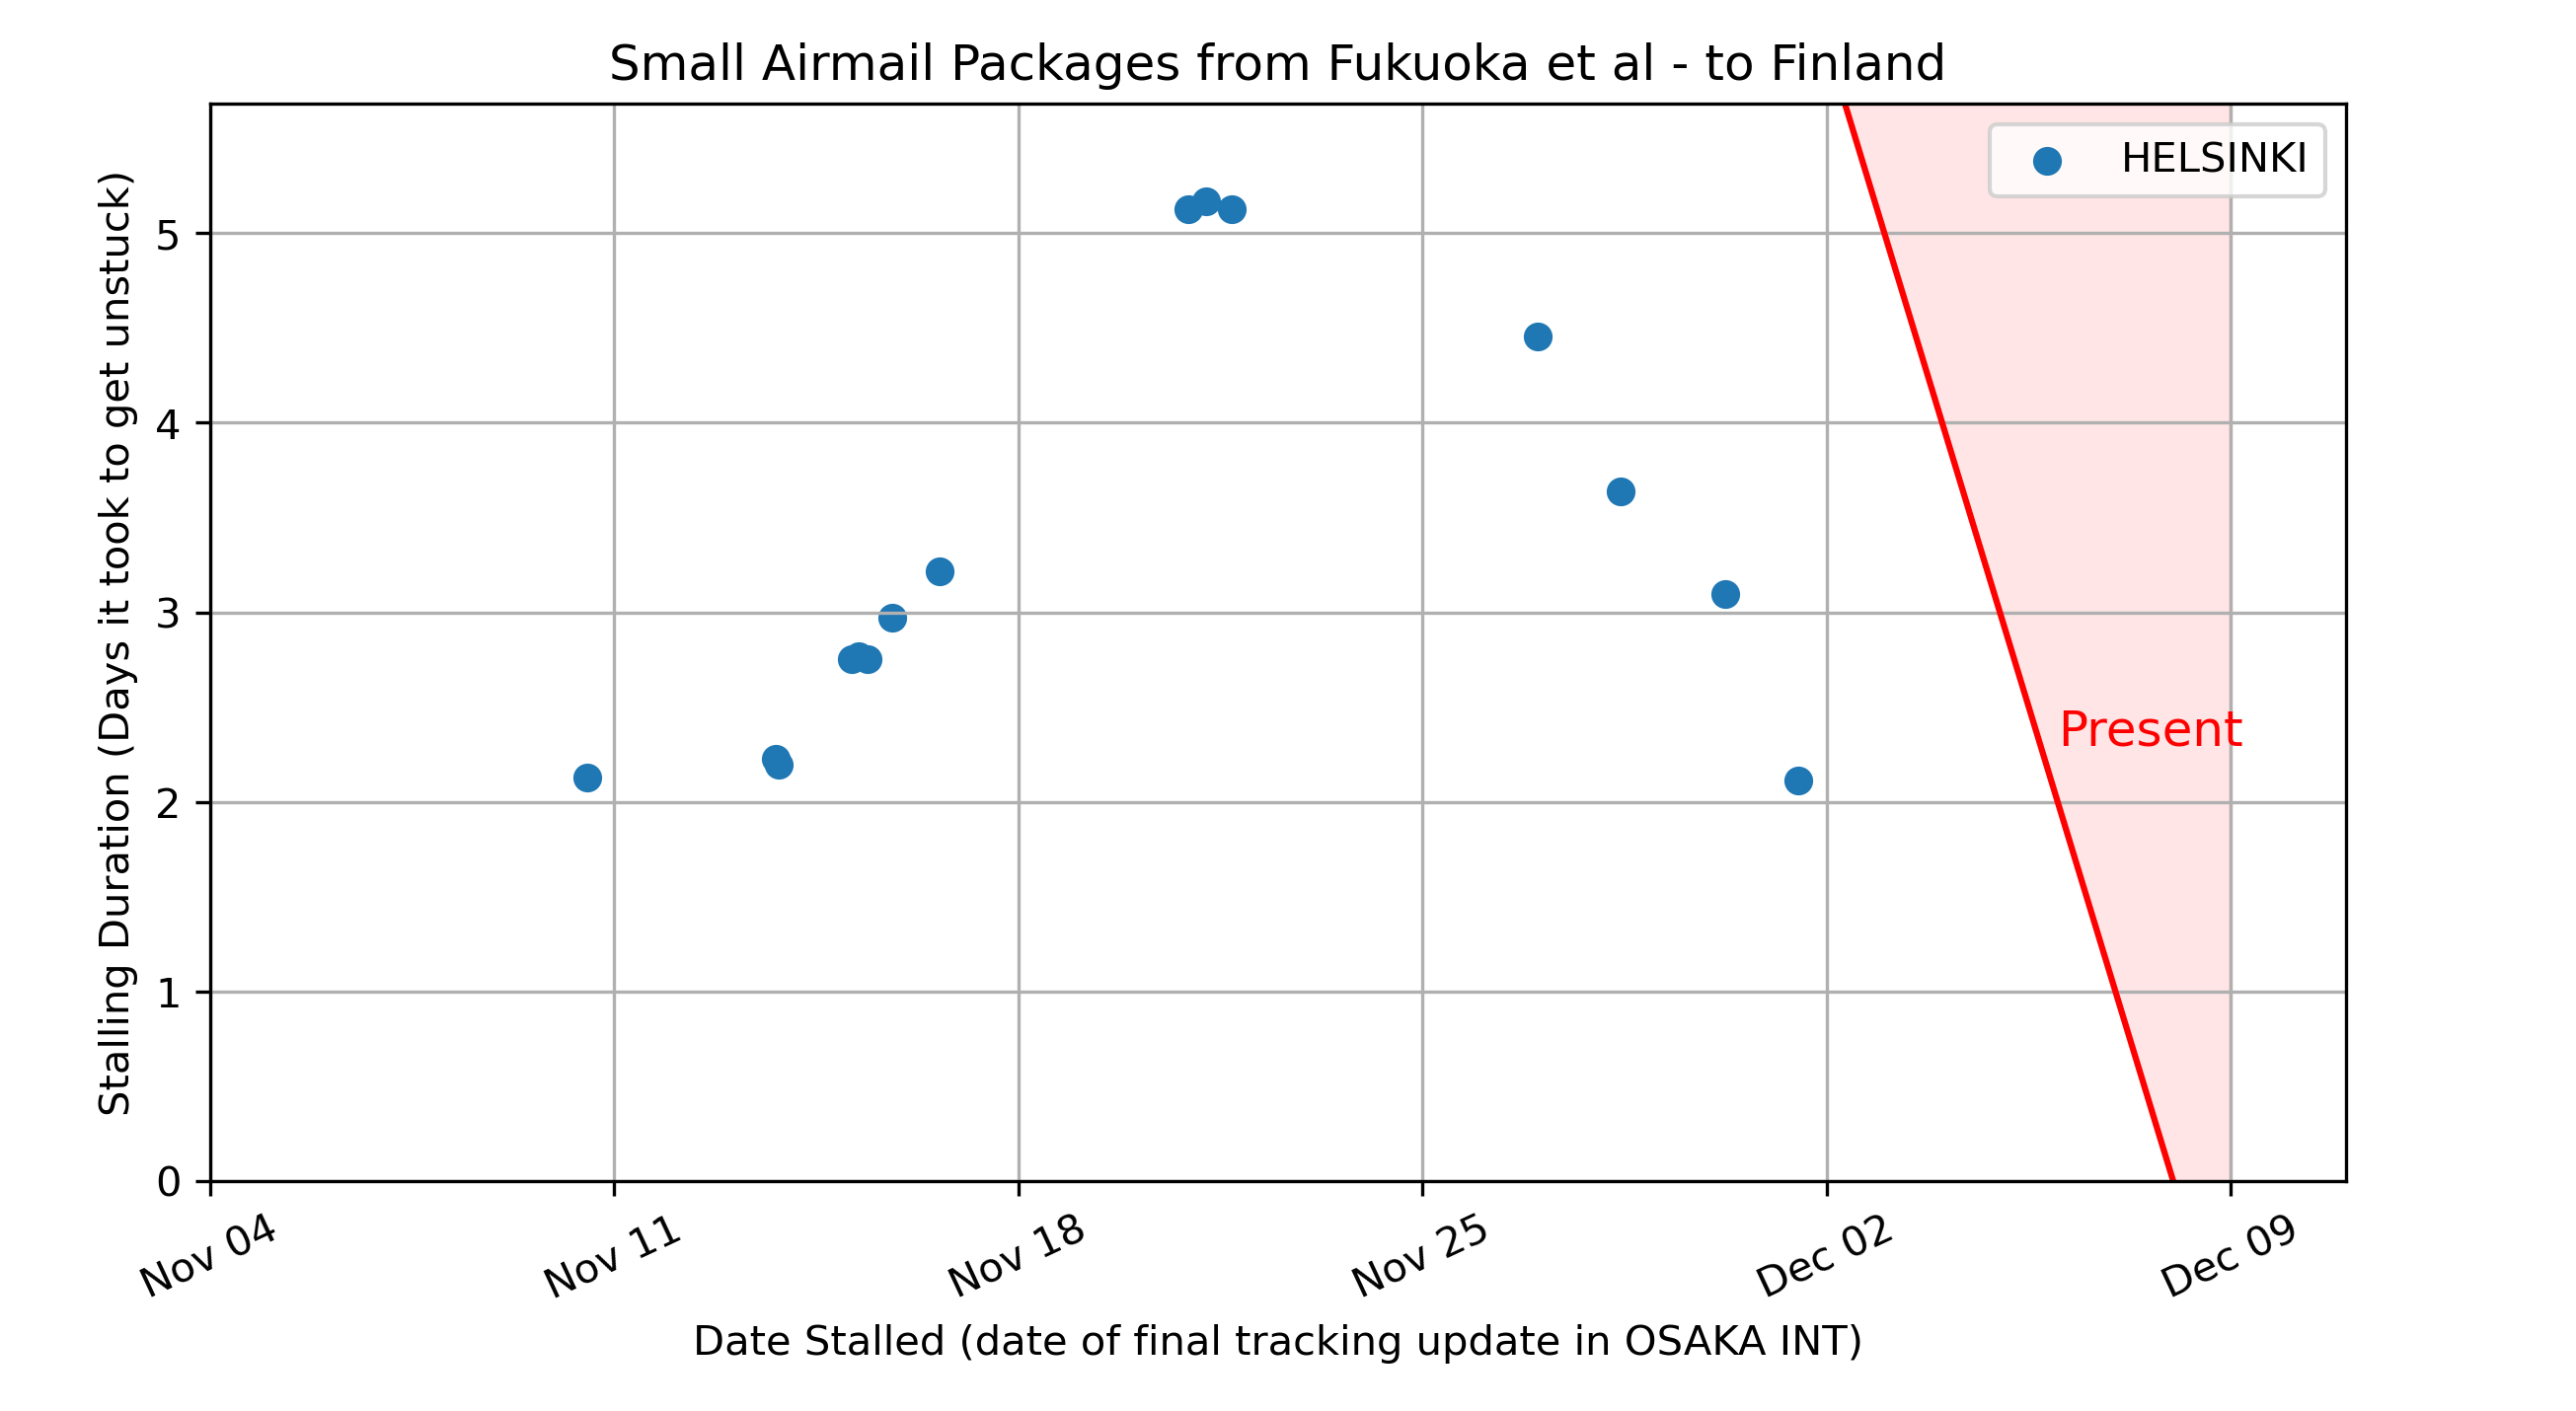 Small Airmail Packages from Fukuoka et al - to Finland
HELSINKI
Stalling Duration (Days it took to get unstuck)
5
4
3
2
1
0
Present
Nov 04
Nov 11
Nov 18
Nov 25
Dec 02
Dec 09
Date Stalled (date of final tracking update in OSAKA INT)